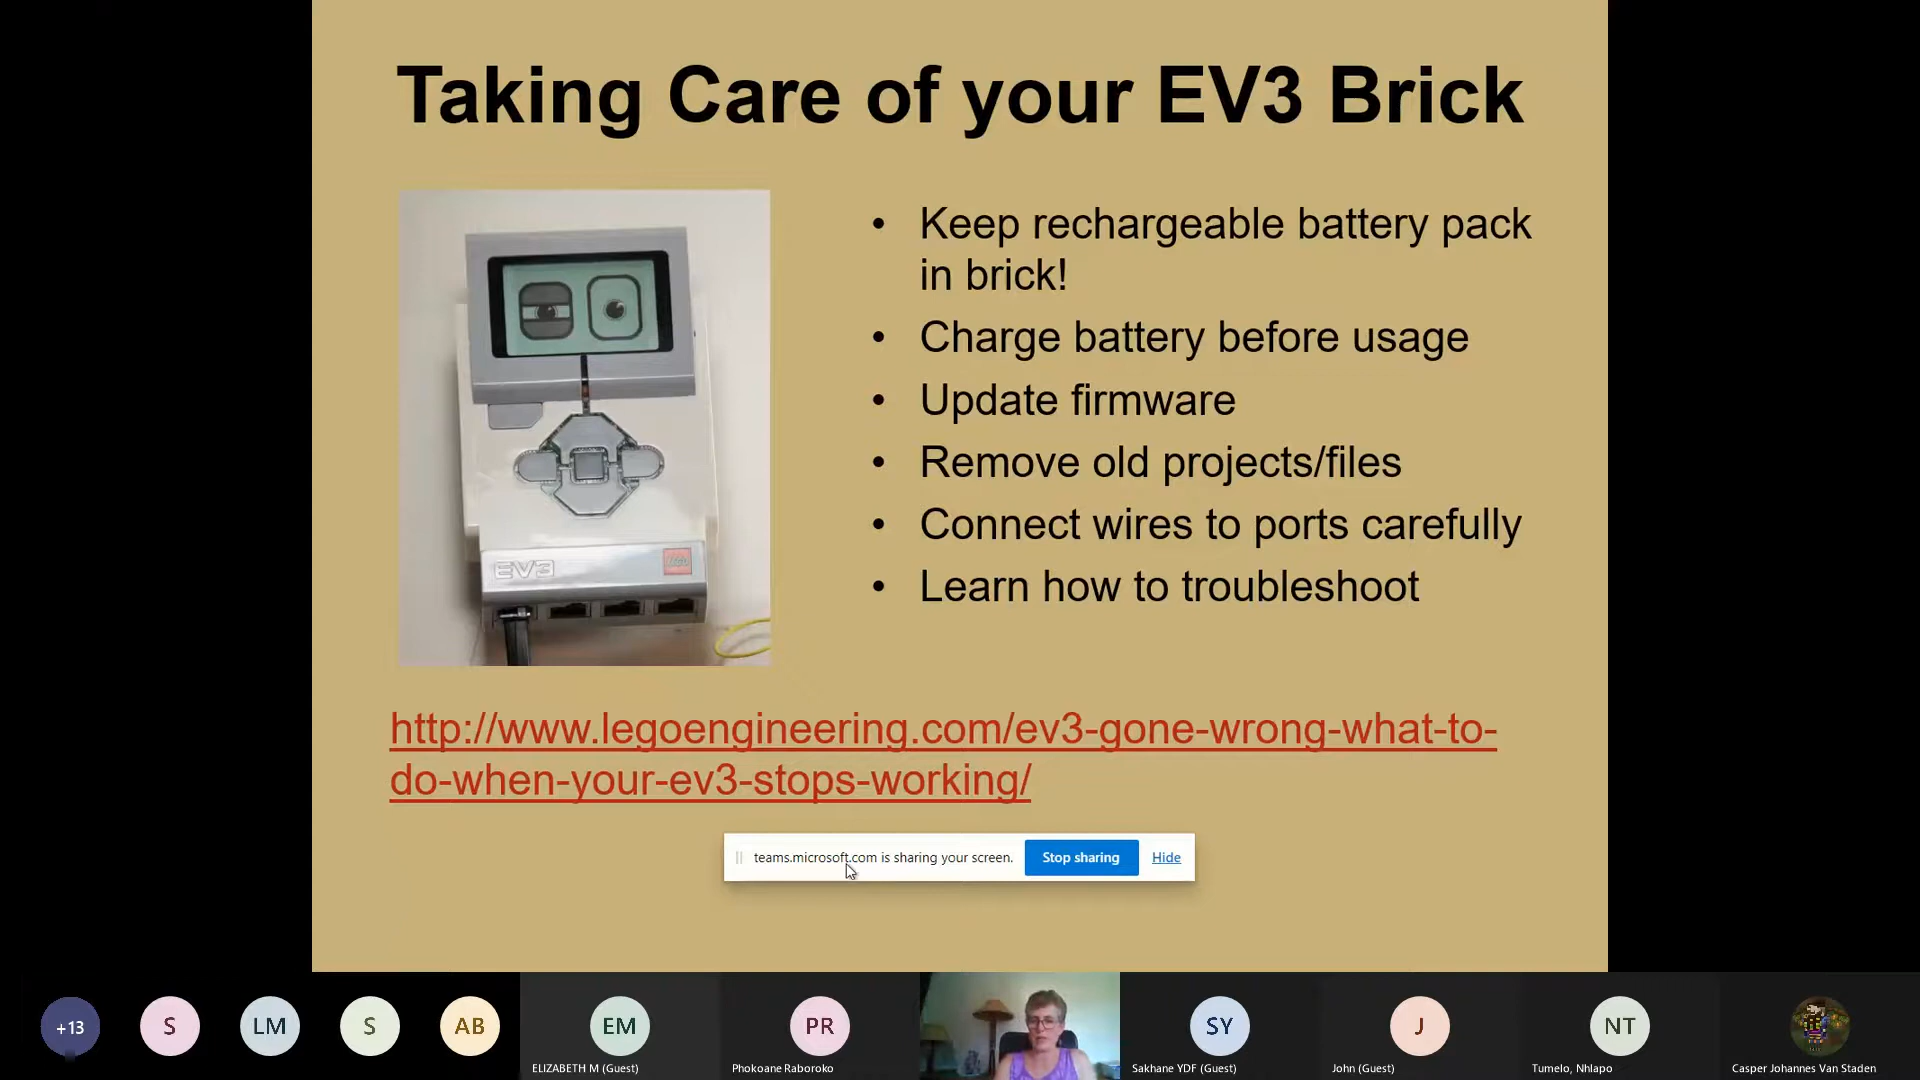 Taking Care of your EV3 Brick
• Keep rechargeable battery pack
in brick!
• Charge battery before usage
• Update firmware
• Remove old projects/files
• Connect wires to ports carefully
• Learn how to troubleshoot
EV3
http://www.legoengineering.com/ev3-gone-wrong-what-to-
do-when-your-ev3-stops-working/
teams.microsoft.com is sharing your screen. Stop sharing Hide
+13 S LM S AB EM PR SY J NT
ELIZABETH M (Guest) Phokoane Raboroko Sakhane YDF (Guest) John (Guest) Tumelo, Nhlapo Casper Johannes Van Staden